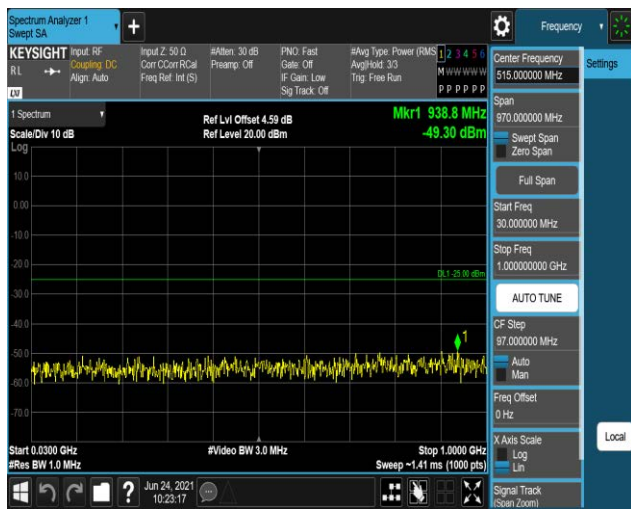 Spectrum Analyzer 1
Swept SA
Frequency
KEYSIGHT
RL
LXI
Input: RF
Coupling: DC
Align: Auto
Input Z: 50 Ω
Corr CCorr RCal
Freq Ref: Int (S)
#Atten: 30 dB
Preamp: Off
PNO: Fast
Gate: Off
IF Gain: Low
Sig Track: Off
#Avg Type: Power (RMS
Avg|Hold: 3/3
Trig: Free Run
1 2 3 4 5 6
M W W W W W
P P P P P P
Center Frequency
515.000000 MHz
Settings
1 Spectrum
Scale/Div 10 dB
Log
Ref Lvl Offset 4.59 dB
Ref Level 20.00 dBm
Mkr1 938.8 MHz
-49.30 dBm
Span
970.000000 MHz
Swept Span
Zero Span
Full Span
Start Freq
30.000000 MHz
Stop Freq
1.000000000 GHz
AUTO TUNE
CF Step
97.000000 MHz
Auto
Man
Freq Offset
0 Hz
X Axis Scale
Log
Lin
Signal Track
(Span Zoom)
Local
10.0
0.00
-10.0
-20.0
DL1 -25.00 dBm
-30.0
-40.0
1
-50.0
-60.0
-70.0
Start 0.0300 GHz
#Res BW 1.0 MHz
#Video BW 3.0 MHz
Stop 1.0000 GHz
Sweep ~1.41 ms (1000 pts)
?
Jun 24, 2021
10:23:17